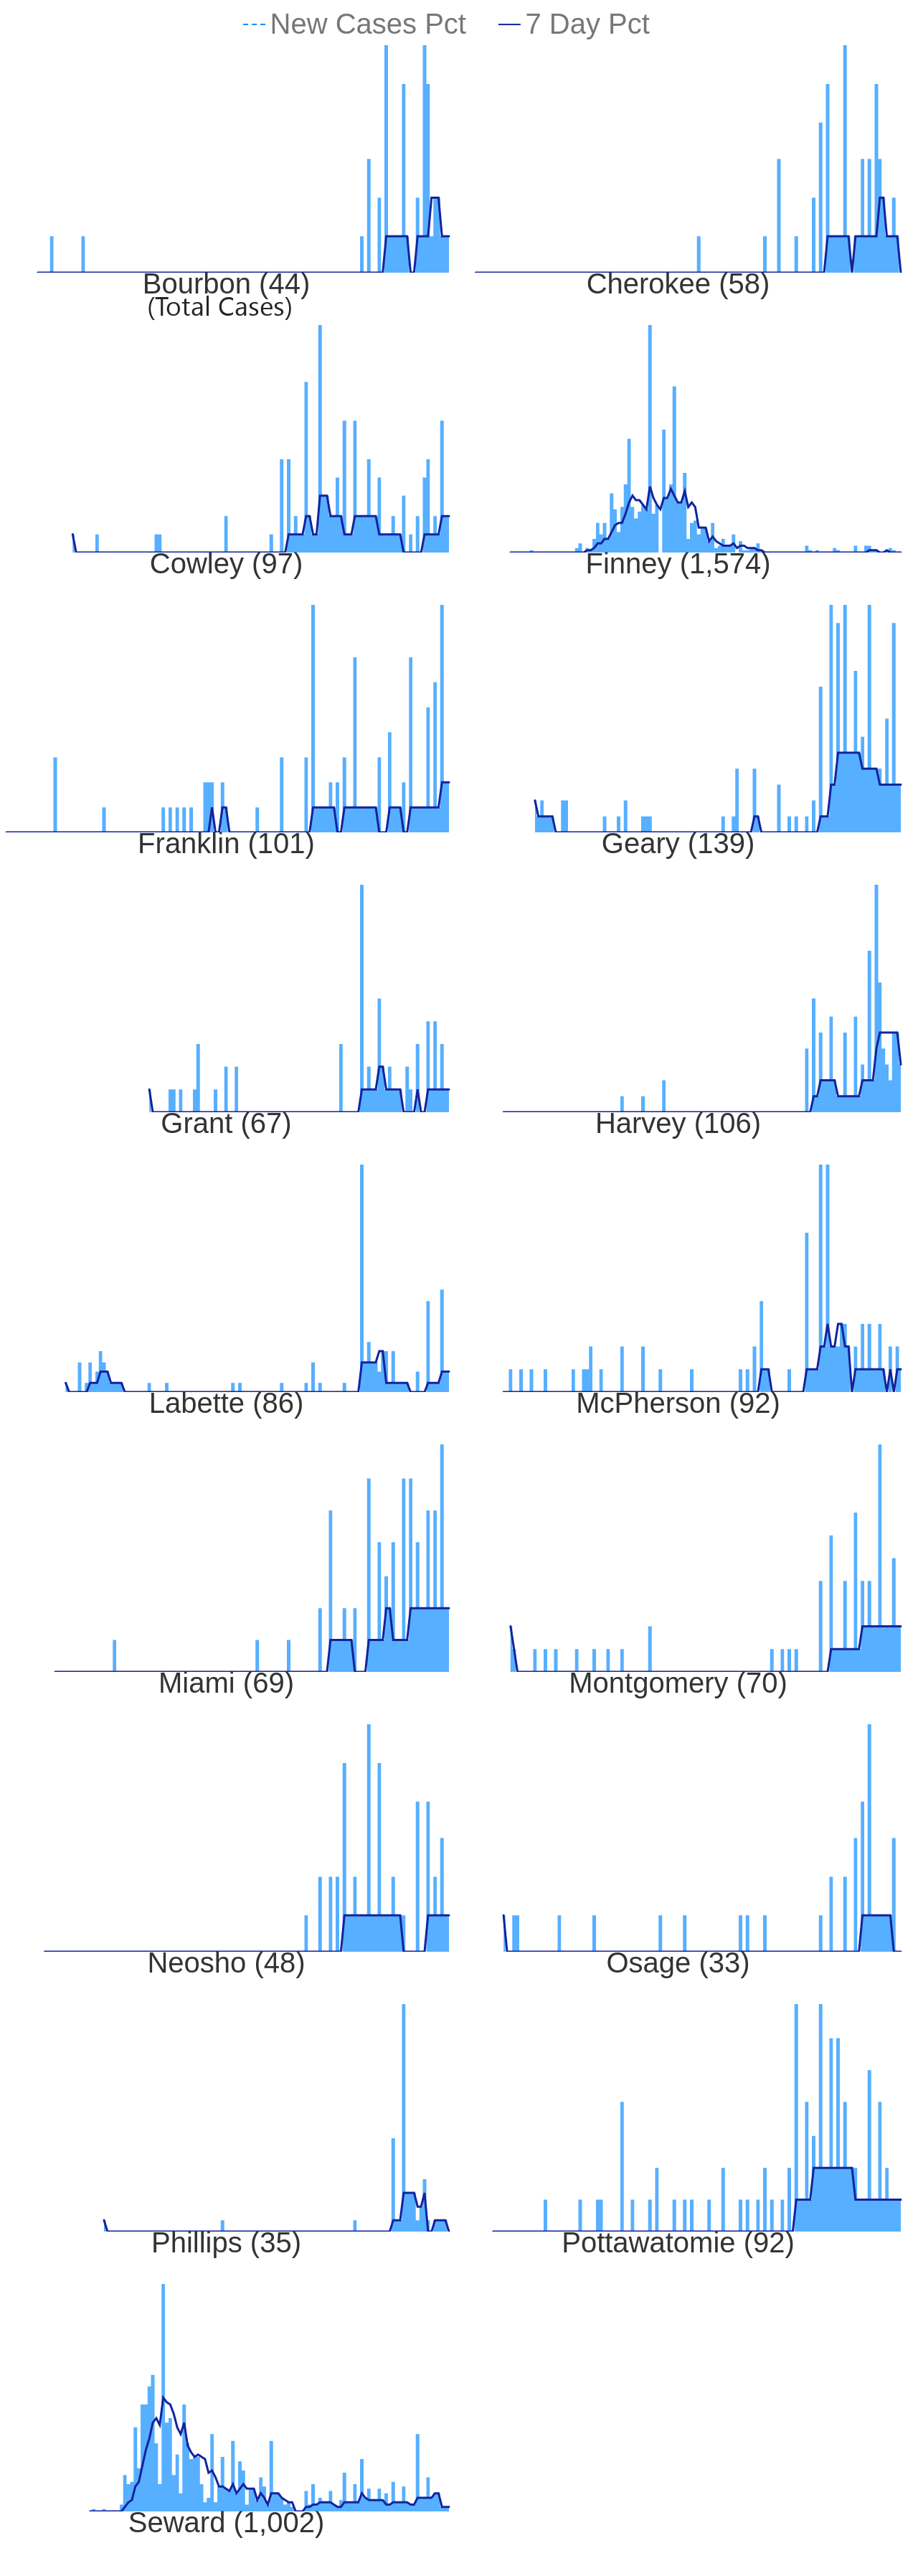 New Cases Pct 7 Day Pct
Bourbon (44) Cherokee (58)
(Total Cases)
Cowley (97) Finney (1,574)
Franklin (101) Geary (139)
Grant (67) Harvey (106)
Labette (86) McPherson (92)
Miami (69) Montgomery (70)
Neosho (48) Osage (33)
Phillips (35) Pottawatomie (92)
Seward (1,002)